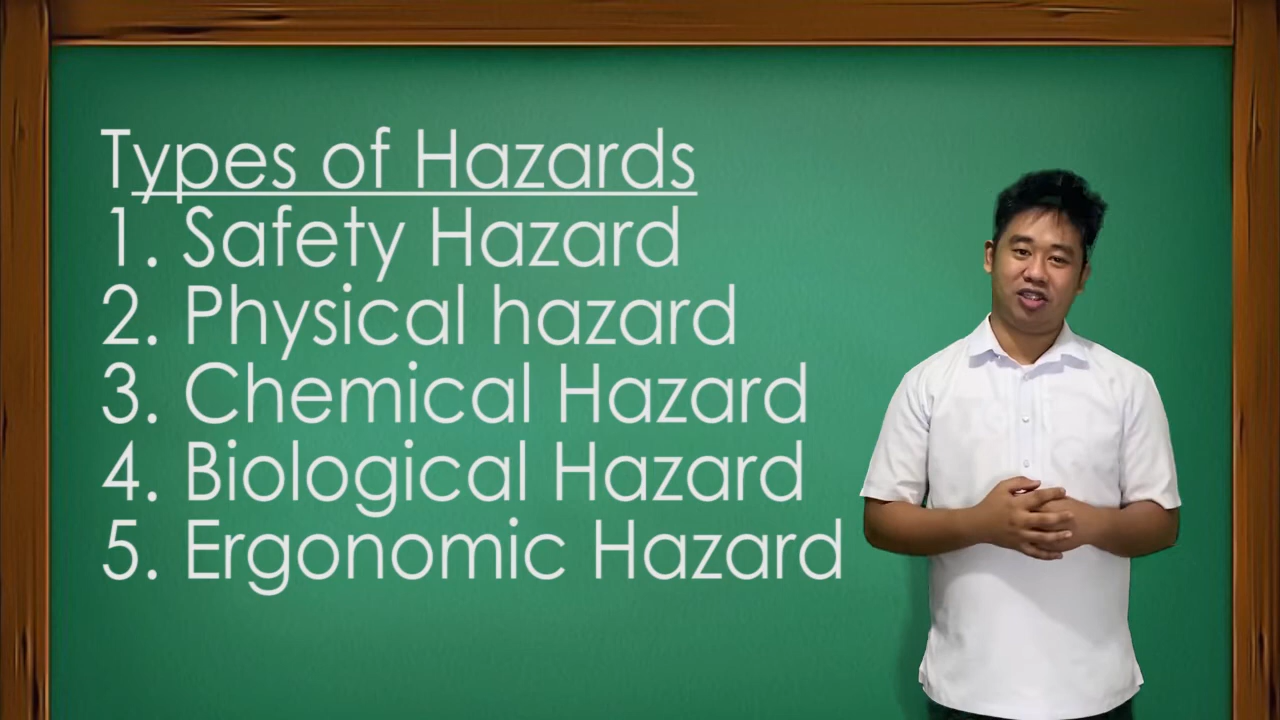 Types of Hazards
1. Safety Hazard
2. Physical hazard
3. Chemical Hazard
4. Biological Hazard
5. Ergonomic Hazard